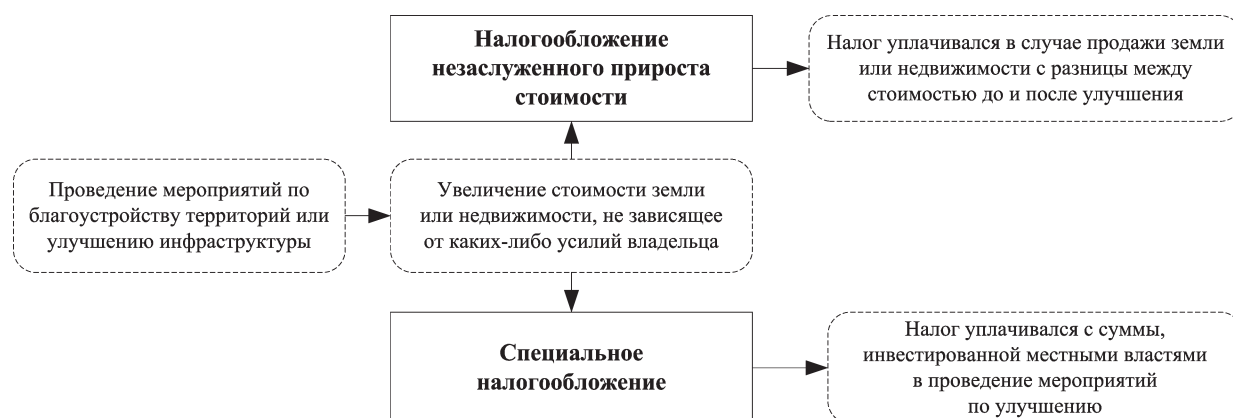 Налогообложение
незаслуженного прироста
стоимости
Налог уплачивался в случае продажи земли
или недвижимости с разницы между
стоимостью до и после улучшения
Проведение мероприятий по
благоустройству территорий или
улучшению инфраструктуры
Увеличение стоимости земли
или недвижимости, не зависящее
от каких-либо усилий владельца
Специальное
налогообложение
Налог уплачивался с суммы,
инвестированной местными властями
в проведение мероприятий
по улучшению